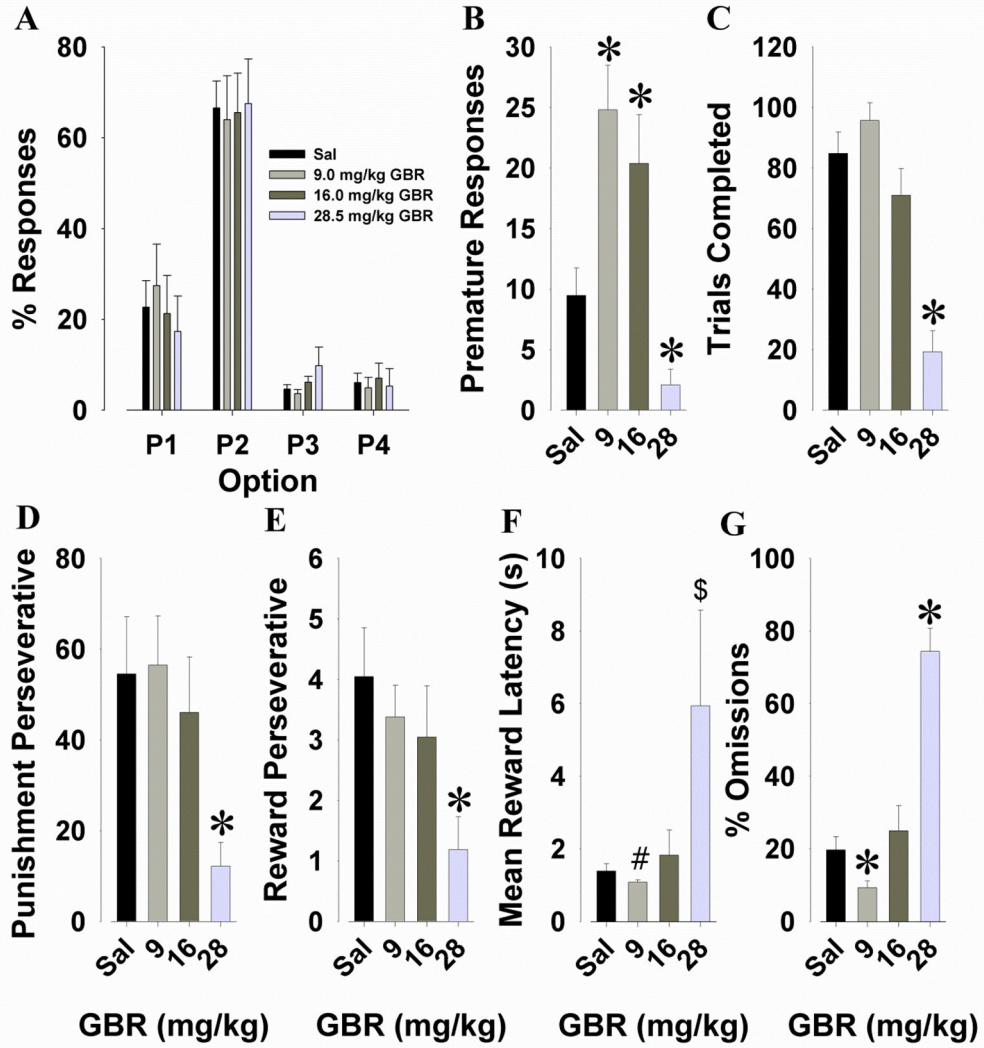 A
% Responses
80
60
40
20
0
P1 P2 P3 P4
Option
Sal
9.0 mg/kg GBR
16.0 mg/kg GBR
28.5 mg/kg GBR
B
Premature Responses
30
25
20
15
10
5
0
* * *
Sal 9 16 28
C
Trials Completed
120
100
80
60
40
20
0
*
Sal 9 16 28
D
Punishment Perseverative
80
60
40
20
0
*
Sal 9 16 28
GBR (mg/kg)
E
Reward Perseverative
6
5
4
3
2
1
0
*
Sal 9 16 28
GBR (mg/kg)
F
Mean Reward Latency (s)
10
8
6
4
2
0
# $
Sal 9 16 28
GBR (mg/kg)
G
% Omissions
100
80
60
40
20
0
* *
Sal 9 16 28
GBR (mg/kg)